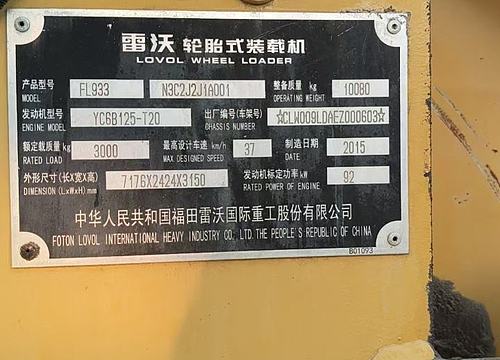 雷沃 轮胎式装载机
LOVOL WHEEL LOADER
产品型号 MODEL FL933 N3C2J2J1A001 整备质量 kg OPERATING WEIGHT 10080
发动机型号 ENGINE MODEL YC6B125-T20 出厂编号(车架号) CHASSIS NUMBER ☆CLW009LDAEZ000603☆
额定载质量 kg RATED LOAD 3000 最高设计车速 km/h MAX DESIGNED SPEED 37 制造日期 DATE 2015
外形尺寸(长X宽X高) DIMENSION (LxWxH) mm 7176X2424X3150 发动机标定功率 kW RATED POWER OF ENGINE 92
中华人民共和国福田雷沃国际重工股份有限公司
FOTON LOVOL INTERNATIONAL HEAVY INDUSTRY CO., LTD. THE PEOPLE'S REPUBLIC OF CHINA
B01093